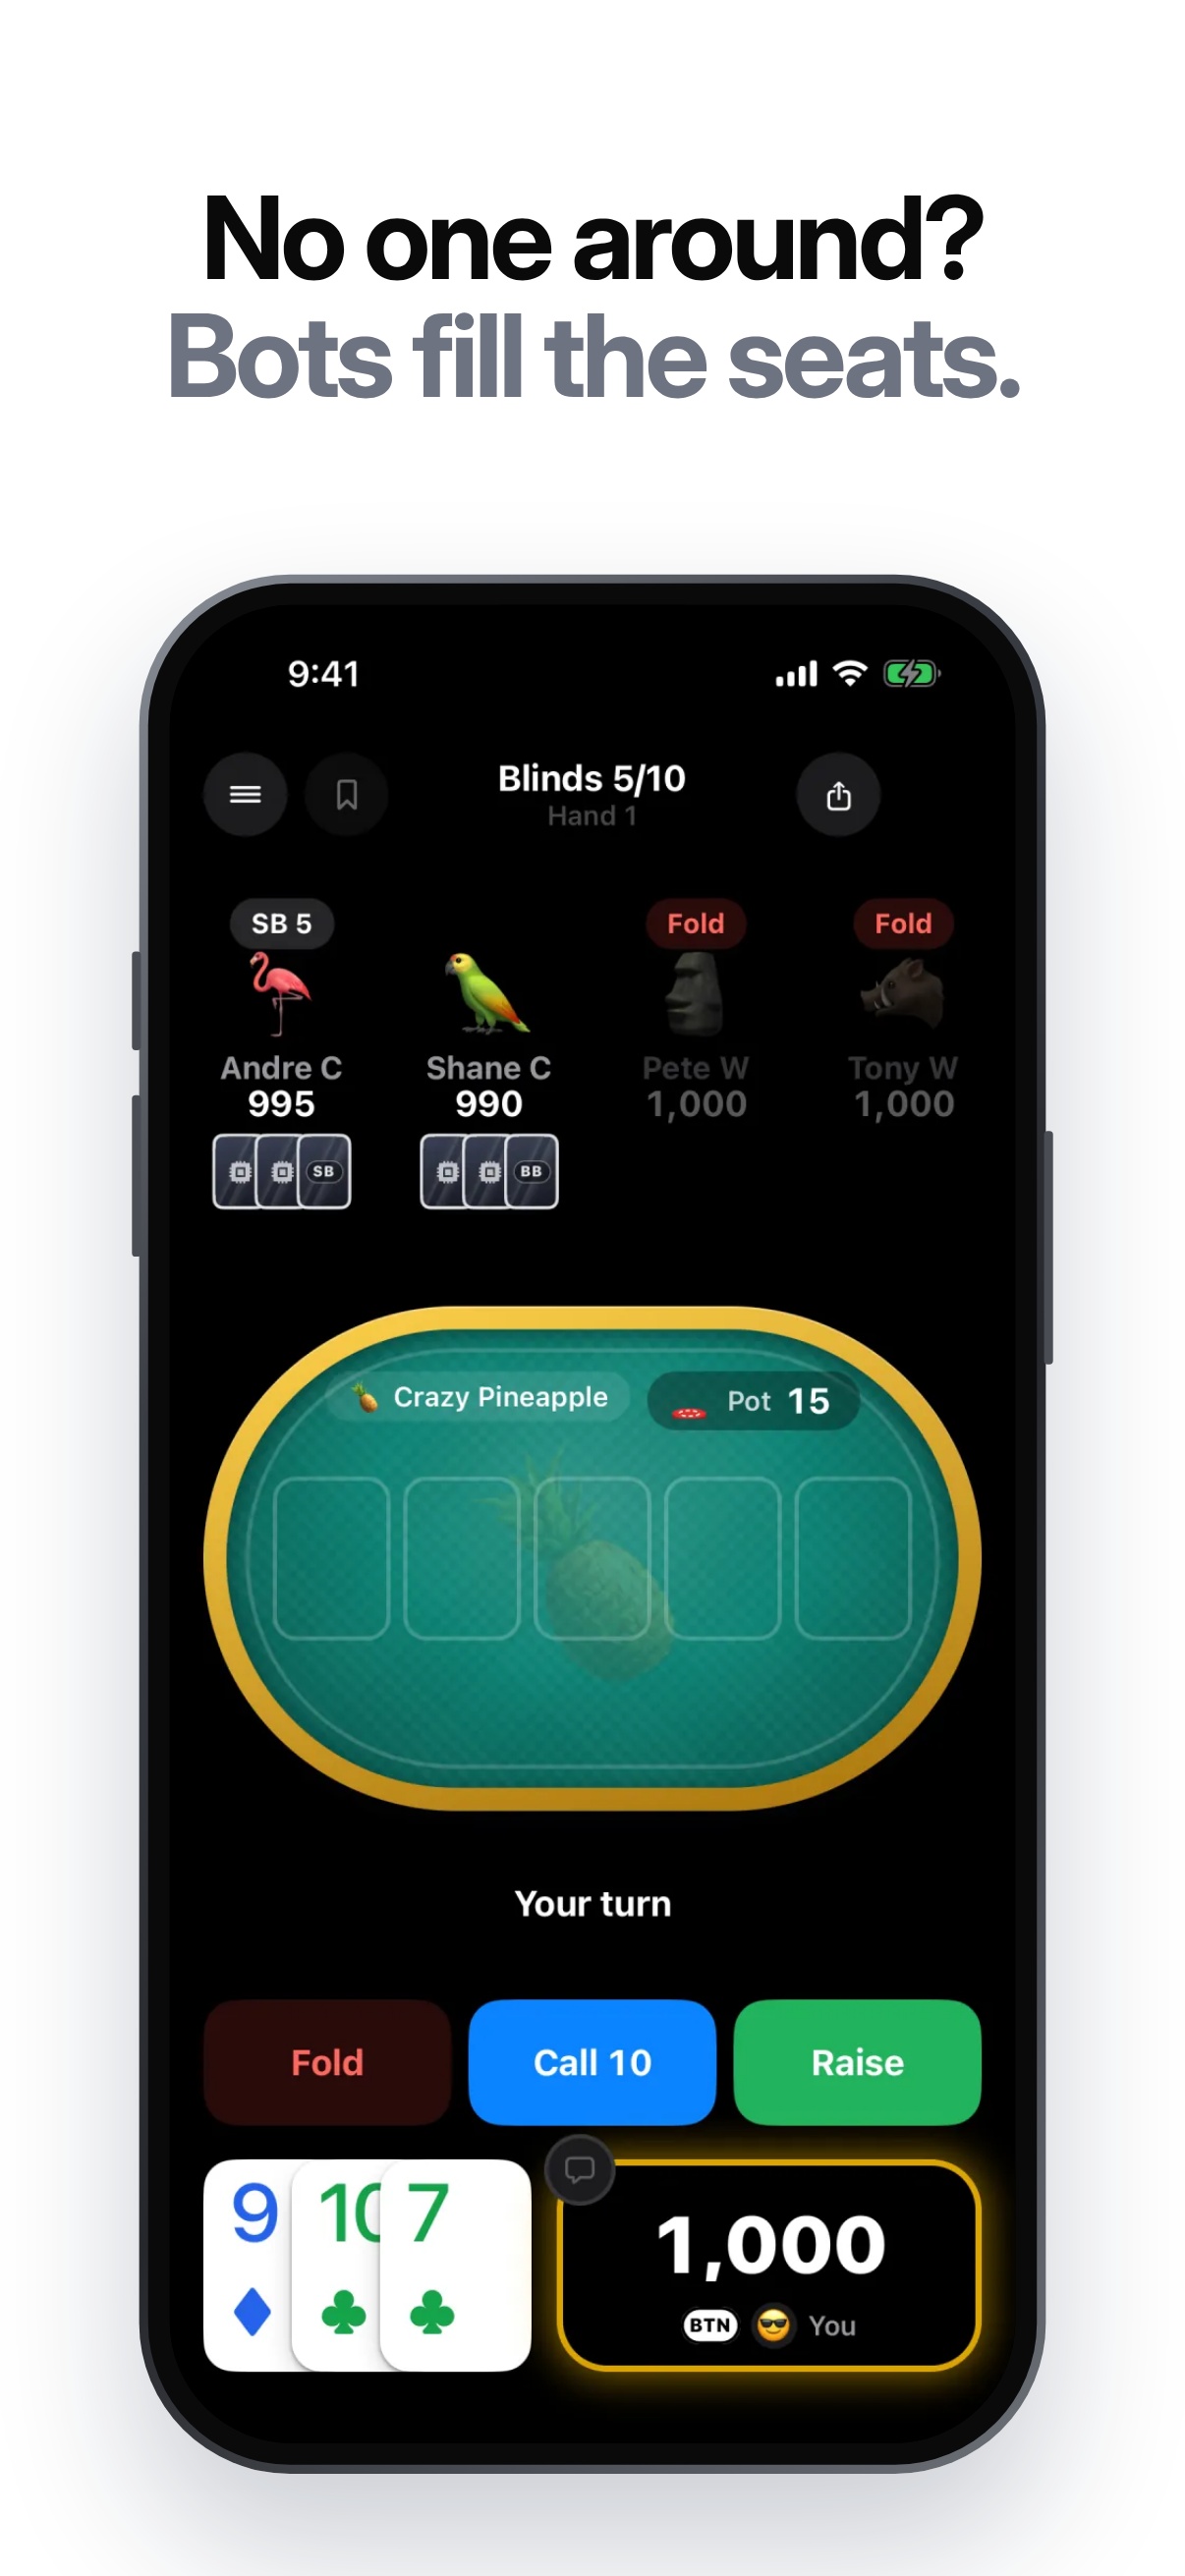 No one around?
Bots fill the seats.
9:41
Blinds 5/10
Hand 1
SB 5
Fold
Fold
Andre C
Shane C
Pete W
Tony W
995
990
1,000
1,000
SB
BB
Crazy Pineapple
Pot 15
Your turn
Fold
Call 10
Raise
9
10
7
1,000
BTN
You